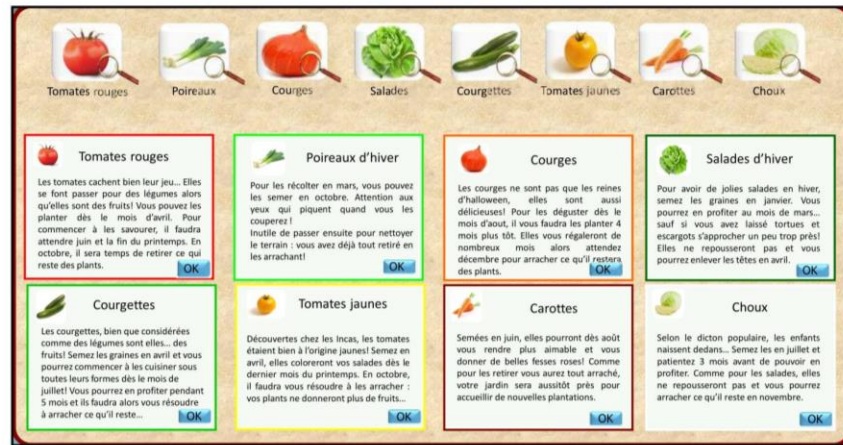 Tomates rouges
Poireaux
Courges
Salades
Courgettes
Tomates jaunes
Carottes
Choux
Tomates rouges
Les tomates cachent bien leur jeu... Elles
se font passer pour des légumes alors
qu'elles sont des fruits! Vous pouvez les
planter dès le mois d'avril. Pour
commencer à les savourer, il faudra
attendre juin et la fin du printemps. En
octobre, il sera temps de retirer ce qui
reste des plants.
OK
Poireaux d'hiver
Pour les récolter en mars, vous pouvez
les semer en octobre. Attention aux
yeux qui piquent quand vous les
couperez !
Inutile de passer ensuite pour nettoyer
le terrain : vous avez déjà tout retiré en
les arrachant!
OK
Courges
Les courges ne sont pas que les reines
d'halloween, elles sont aussi
délicieuses! Pour les déguster dès le
mois d'aout, il vous faudra les planter 4
mois plus tôt. Elles vous régaleront de
nombreux mois alors attendez
décembre pour arracher ce qu'il restera
des plants.
OK
Salades d'hiver
Pour avoir de jolies salades en hiver,
semez les graines en janvier. Vous
pourrez en profiter au mois de mars...
sauf si vous avez laissé tortues et
escargots s'approcher un peu trop près!
Elles ne repousseront pas et vous
pourrez enlever les têtes en avril.
OK
Courgettes
Les courgettes, bien que considérées
comme des légumes sont elles... des
fruits! Semez les graines en avril et vous
pourrez commencer à les cuisiner sous
toutes leurs formes dès le mois de
juillet! Vous pourrez en profiter pendant
5 mois et ils faudra alors vous résoudre
à arracher ce qu'il reste...
OK
Tomates jaunes
Découvertes chez les Incas, les tomates
étaient bien à l'origine jaunes! Semez en
avril, elles coloreront vos salades dès le
dernier mois du printemps. En octobre,
il faudra vous résoudre à les arracher :
vos plants ne donneront plus de fruits...
OK
Carottes
Semées en juin, elles pourront dès août
vous rendre plus aimable et vous
donner de belles fesses roses! Comme
pour les retirer vous aurez tout arraché,
votre jardin sera aussitôt près pour
accueillir de nouvelles plantations.
OK
Choux
Selon le dicton populaire, les enfants
naissent dedans... Semez les en juillet et
patientez 3 mois avant de pouvoir en
profiter. Comme pour les salades, elles
ne repousseront pas et vous pourrez
arracher ce qu'il reste en novembre.
OK